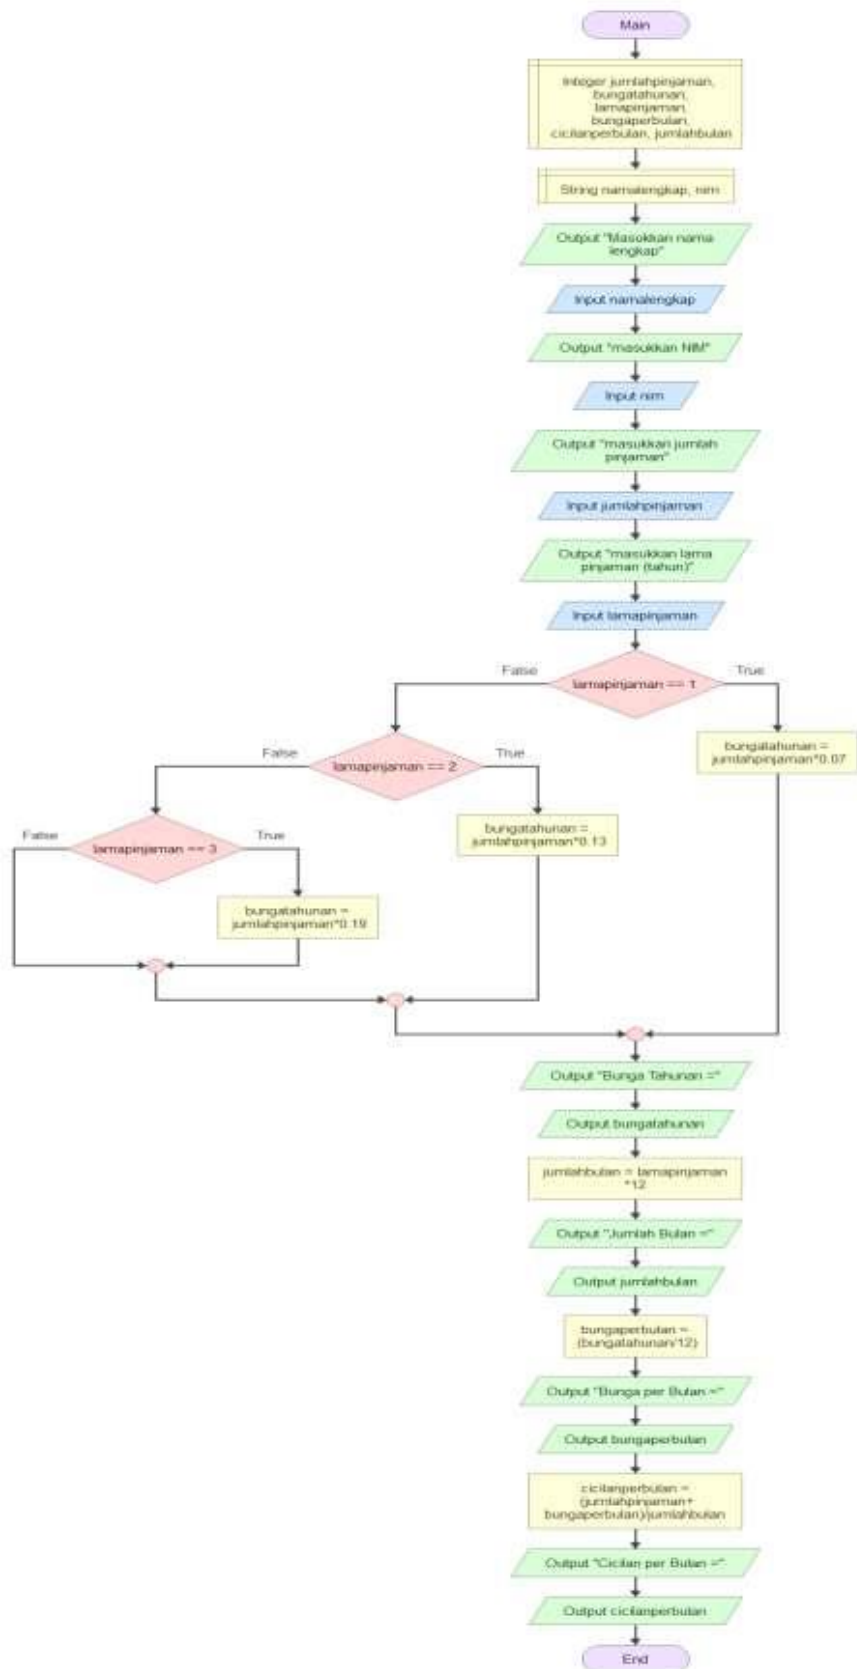 Main
Integer jumlahpinjaman,
bungatahunan,
lamapinjaman,
bungaperbulan,
cicilanperbulan, jumlahbulan
String namalengkap, nim
Output "Masokkan nama
lengkap"
Input namalengkap
Output "masukkan NIM"
Input nim
Output "masukkan jumlah
pinjaman"
Input jumlahpinjaman
Output "masukkan lama
pinjaman (tahun)"
Input lamapinjaman
False
lamapinjaman == 1
True
bungatahunan =
jumlahpinjaman*0.07
False
lamapinjaman == 2
True
bungatahunan =
jumlahpinjaman*0.13
False
lamapinjaman == 3
True
bungatahunan =
jumlahpinjaman*0.19
Output "Bunga Tahunan ="
Output bungatahunan
jumlahbulan = lamapinjaman
*12
Output "Jumlah Bulan ="
Output jumlahbulan
bungaperbulan =
(bungatahunan/12)
Output "Bunga per Bulan ="
Output bungaperbulan
cicilanperbulan =
(jumlahpinjaman+
bungaperbulan)/jumlahbulan
Output "Cicilan per Bulan ="
Output cicilanperbulan
End